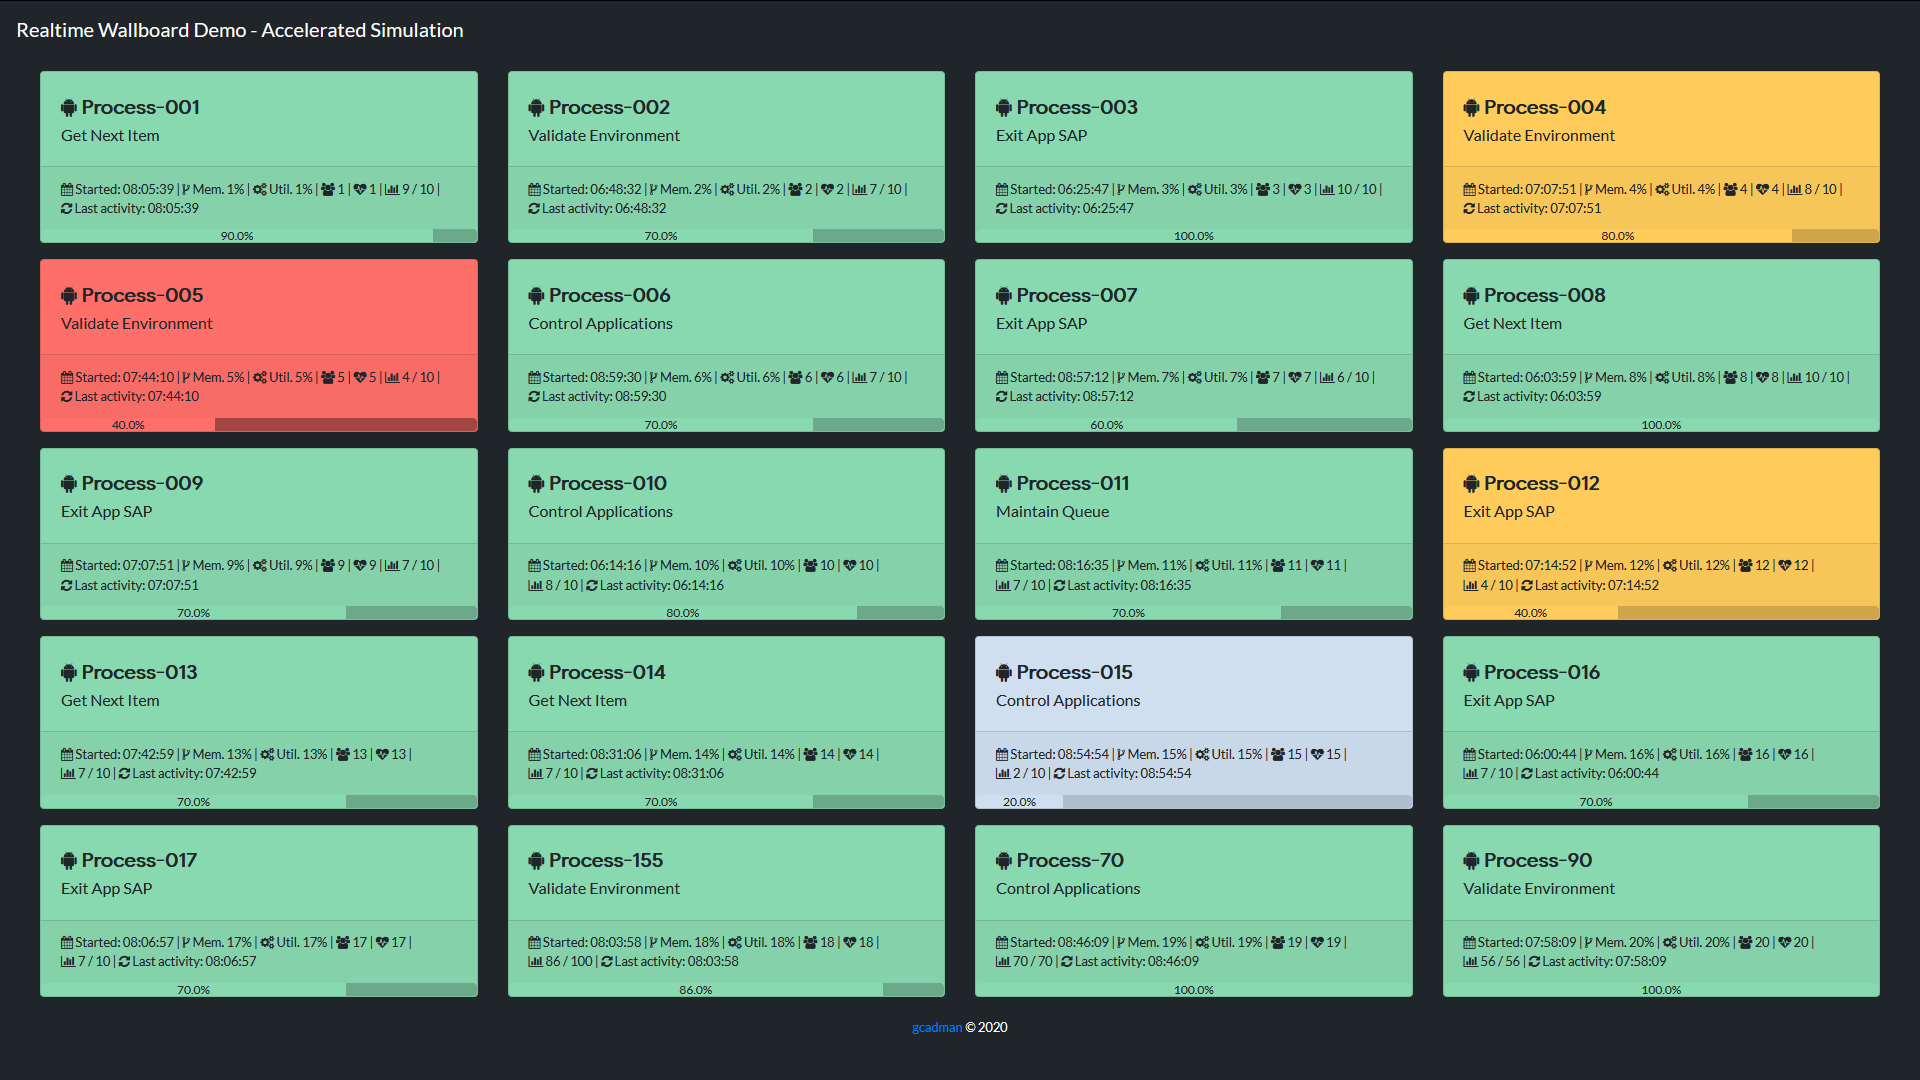 Realtime Wallboard Demo - Accelerated Simulation
Process-001
Get Next Item
Started: 08:05:39 | Mem. 1% | Util. 1% | 1 | 1 | 9 / 10 |
Last activity: 08:05:39
90.0%
Process-002
Validate Environment
Started: 06:48:32 | Mem. 2% | Util. 2% | 2 | 2 | 7 / 10 |
Last activity: 06:48:32
70.0%
Process-003
Exit App SAP
Started: 06:25:47 | Mem. 3% | Util. 3% | 3 | 3 | 10 / 10 |
Last activity: 06:25:47
100.0%
Process-004
Validate Environment
Started: 07:07:51 | Mem. 4% | Util. 4% | 4 | 4 | 8 / 10 |
Last activity: 07:07:51
80.0%
Process-005
Validate Environment
Started: 07:44:10 | Mem. 5% | Util. 5% | 5 | 5 | 4 / 10 |
Last activity: 07:44:10
40.0%
Process-006
Control Applications
Started: 08:59:30 | Mem. 6% | Util. 6% | 6 | 6 | 7 / 10 |
Last activity: 08:59:30
70.0%
Process-007
Exit App SAP
Started: 08:57:12 | Mem. 7% | Util. 7% | 7 | 7 | 6 / 10 |
Last activity: 08:57:12
60.0%
Process-008
Get Next Item
Started: 06:03:59 | Mem. 8% | Util. 8% | 8 | 8 | 10 / 10 |
Last activity: 06:03:59
100.0%
Process-009
Exit App SAP
Started: 07:07:51 | Mem. 9% | Util. 9% | 9 | 9 | 7 / 10 |
Last activity: 07:07:51
70.0%
Process-010
Control Applications
Started: 06:14:16 | Mem. 10% | Util. 10% | 10 | 10 |
8 / 10 | Last activity: 06:14:16
80.0%
Process-011
Maintain Queue
Started: 08:16:35 | Mem. 11% | Util. 11% | 11 | 11 |
7 / 10 | Last activity: 08:16:35
70.0%
Process-012
Exit App SAP
Started: 07:14:52 | Mem. 12% | Util. 12% | 12 | 12 |
4 / 10 | Last activity: 07:14:52
40.0%
Process-013
Get Next Item
Started: 07:42:59 | Mem. 13% | Util. 13% | 13 | 13 |
7 / 10 | Last activity: 07:42:59
70.0%
Process-014
Get Next Item
Started: 08:31:06 | Mem. 14% | Util. 14% | 14 | 14 |
7 / 10 | Last activity: 08:31:06
70.0%
Process-015
Control Applications
Started: 08:54:54 | Mem. 15% | Util. 15% | 15 | 15 |
2 / 10 | Last activity: 08:54:54
20.0%
Process-016
Exit App SAP
Started: 06:00:44 | Mem. 16% | Util. 16% | 16 | 16 |
7 / 10 | Last activity: 06:00:44
70.0%
Process-017
Exit App SAP
Started: 08:06:57 | Mem. 17% | Util. 17% | 17 | 17 |
7 / 10 | Last activity: 08:06:57
70.0%
Process-155
Validate Environment
Started: 08:03:58 | Mem. 18% | Util. 18% | 18 | 18 |
86 / 100 | Last activity: 08:03:58
86.0%
Process-70
Control Applications
Started: 08:46:09 | Mem. 19% | Util. 19% | 19 | 19 |
70 / 70 | Last activity: 08:46:09
100.0%
Process-90
Validate Environment
Started: 07:58:09 | Mem. 20% | Util. 20% | 20 | 20 |
56 / 56 | Last activity: 07:58:09
100.0%
gcadman © 2020